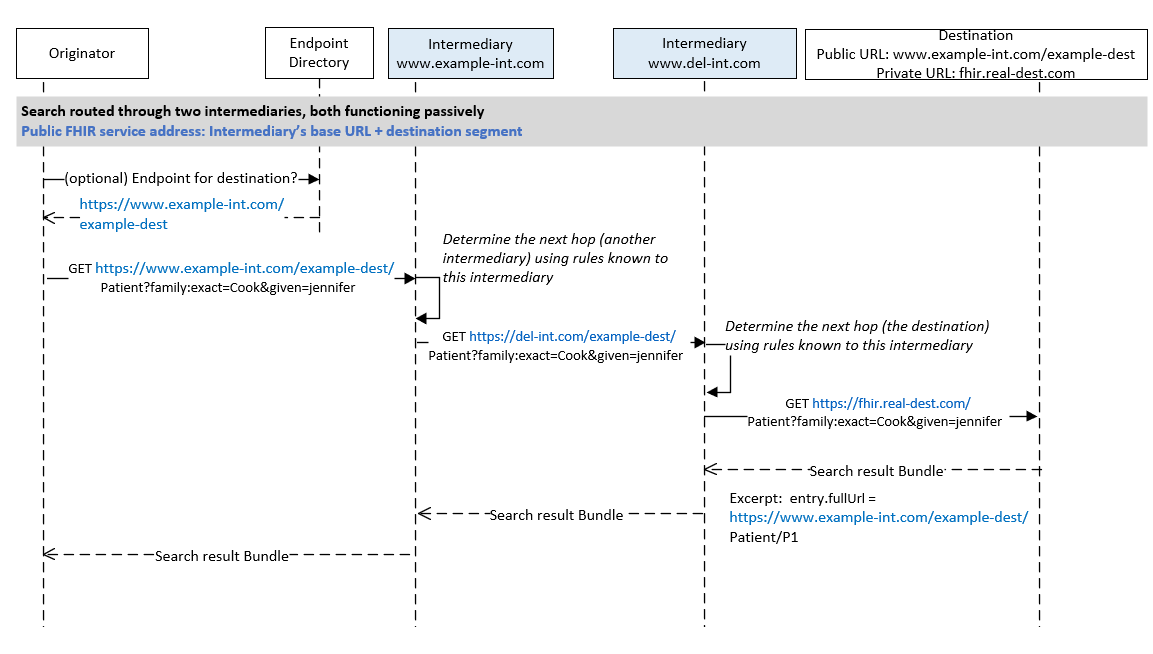 Originator
Endpoint
Directory
Intermediary
www.example-int.com
Intermediary
www.del-int.com
Destination
Public URL: www.example-int.com/example-dest
Private URL: fhir.real-dest.com
Search routed through two intermediaries, both functioning passively
Public FHIR service address: Intermediary's base URL + destination segment
(optional) Endpoint for destination?
https://www.example-int.com/
example-dest
Determine the next hop (another
intermediary) using rules known to
this intermediary
GET https://www.example-int.com/example-dest/
Patient?family:exact=Cook&given=jennifer
Determine the next hop (the destination)
using rules known to this intermediary
GET https://del-int.com/example-dest/
Patient?family:exact=Cook&given=jennifer
GET https://fhir.real-dest.com/
Patient?family:exact=Cook&given=jennifer
Search result Bundle
Excerpt:  entry.fullUrl =
https://www.example-int.com/example-dest/
Patient/P1
Search result Bundle
Search result Bundle